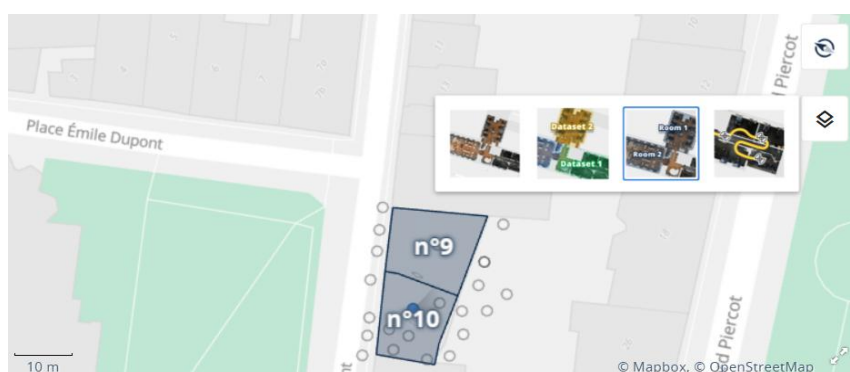 Place Émile Dupont
d Piercot
Dataset 2
Dataset 1
Room 1
Room 2
n°9
n°10
d Piercot
10 m
© Mapbox, © OpenStreetMap